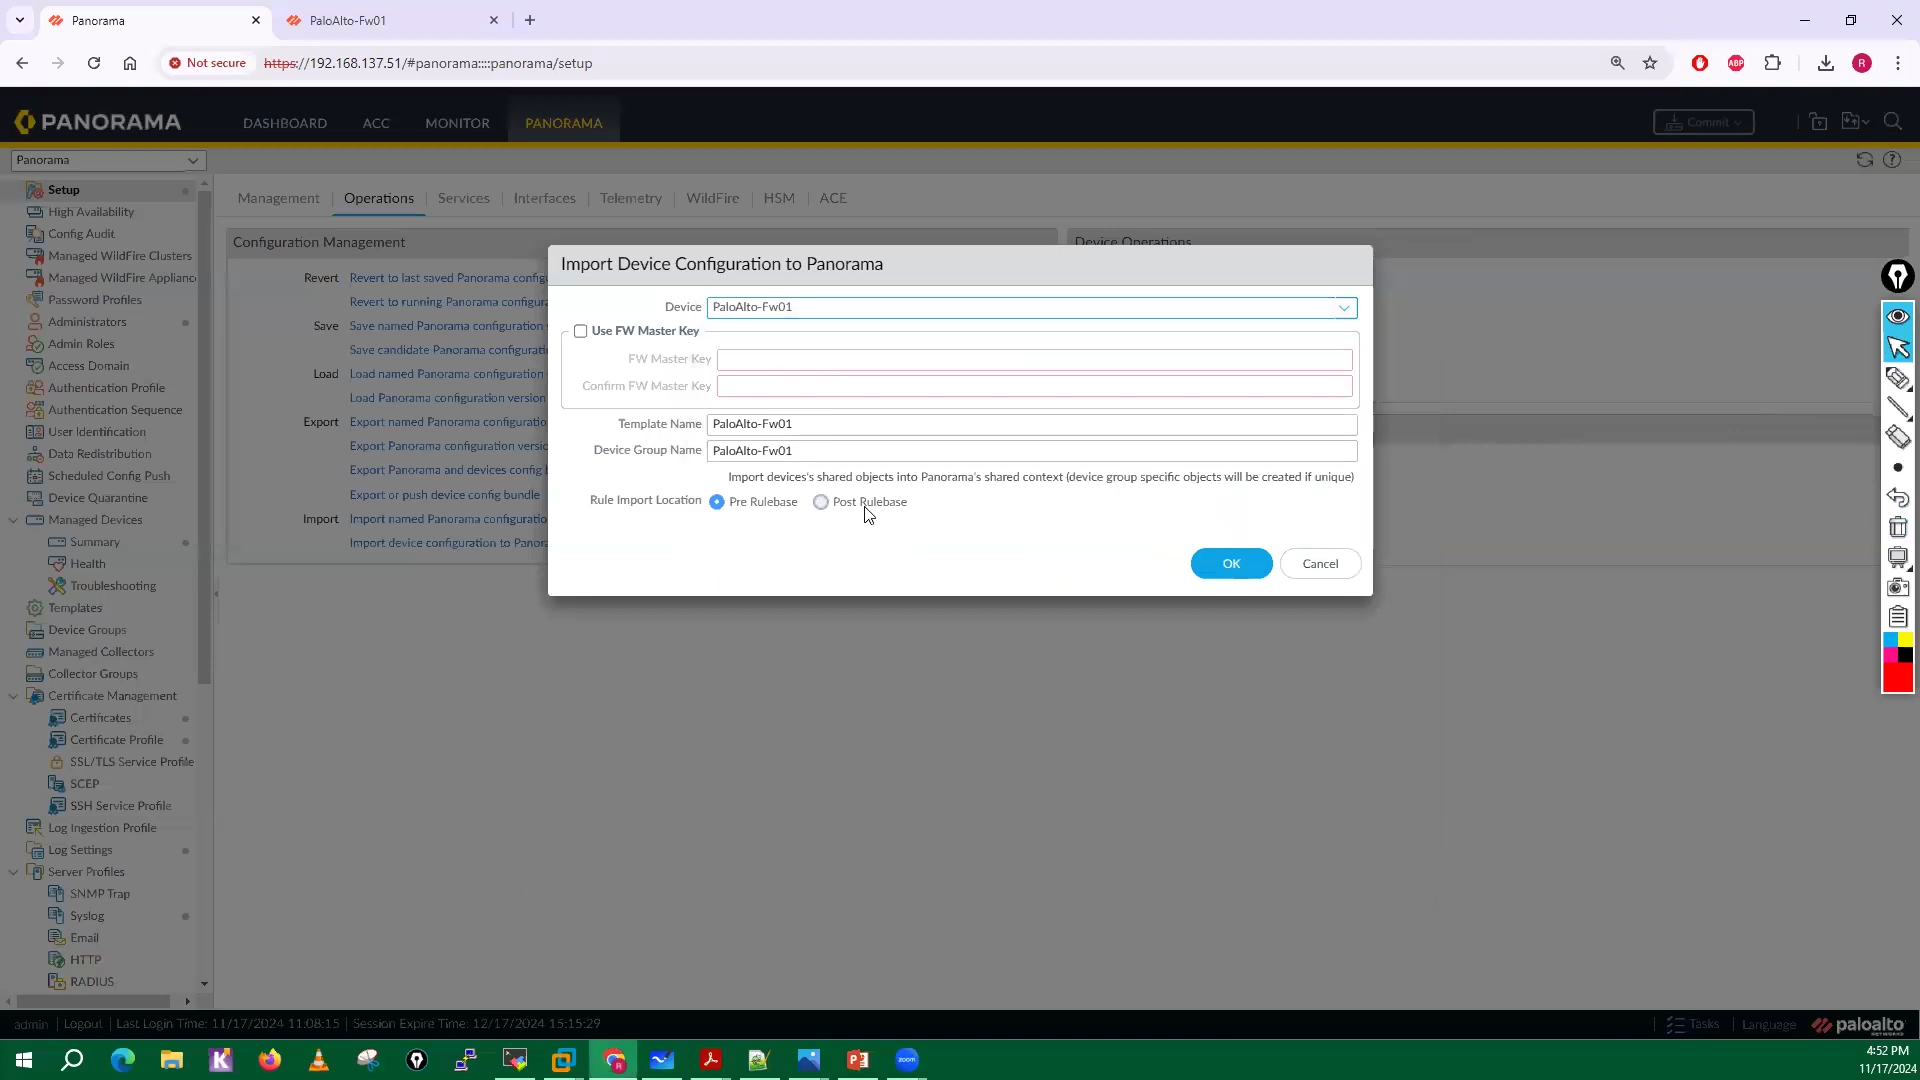 Panorama
PaloAlto-Fw01
Not secure
https://192.168.137.51/#panorama::::panorama/setup
ABP
R
PANORAMA
DASHBOARD
ACC
MONITOR
PANORAMA
Commit
Panorama
Setup
High Availability
Config Audit
Managed WildFire Clusters
Managed WildFire Applianc
Password Profiles
Administrators
Admin Roles
Access Domain
Authentication Profile
Authentication Sequence
User Identification
Data Redistribution
Scheduled Config Push
Device Quarantine
Managed Devices
Summary
Health
Troubleshooting
Templates
Device Groups
Managed Collectors
Collector Groups
Certificate Management
Certificates
Certificate Profile
SSL/TLS Service Profile
SCEP
SSH Service Profile
Log Ingestion Profile
Log Settings
Server Profiles
SNMP Trap
Syslog
Email
HTTP
RADIUS
Management
Operations
Services
Interfaces
Telemetry
WildFire
HSM
ACE
Configuration Management
Device Operations
Revert
Revert to last saved Panorama config
Revert to running Panorama configura
Save
Save named Panorama configuration
Save candidate Panorama configuratio
Load
Load named Panorama configuration
Load Panorama configuration version
Export
Export named Panorama configuratio
Export Panorama configuration versio
Export Panorama and devices config b
Export or push device config bundle
Import
Import named Panorama configuratio
Import device configuration to Panora
Import Device Configuration to Panorama
Device PaloAlto-Fw01
Use FW Master Key
FW Master Key
Confirm FW Master Key
Template Name PaloAlto-Fw01
Device Group Name PaloAlto-Fw01
Import devices's shared objects into Panorama's shared context (device group specific objects will be created if unique)
Rule Import Location Pre Rulebase Post Rulebase
OK
Cancel
admin | Logout | Last Login Time: 11/17/2024 11:08:15 | Session Expire Time: 12/17/2024 15:15:29
Tasks | Language
paloalto
NETWORKS
zoom
4:52 PM
11/17/2024